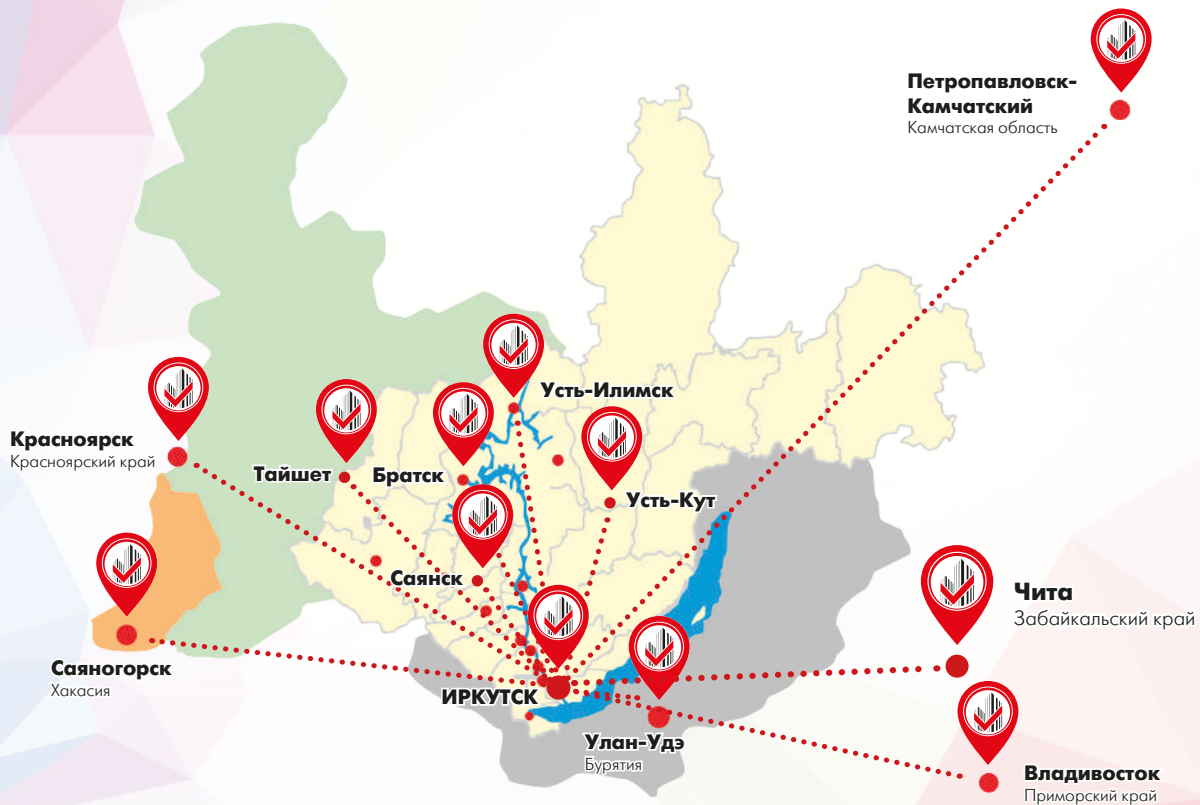 Петропавловск-
Камчатский
Камчатская область
Усть-Илимск
Красноярск
Красноярский край
Тайшет
Братск
Усть-Кут
Саянск
Чита
Забайкальский край
Саяногорск
Хакасия
ИРКУТСК
Улан-Удэ
Бурятия
Владивосток
Приморский край